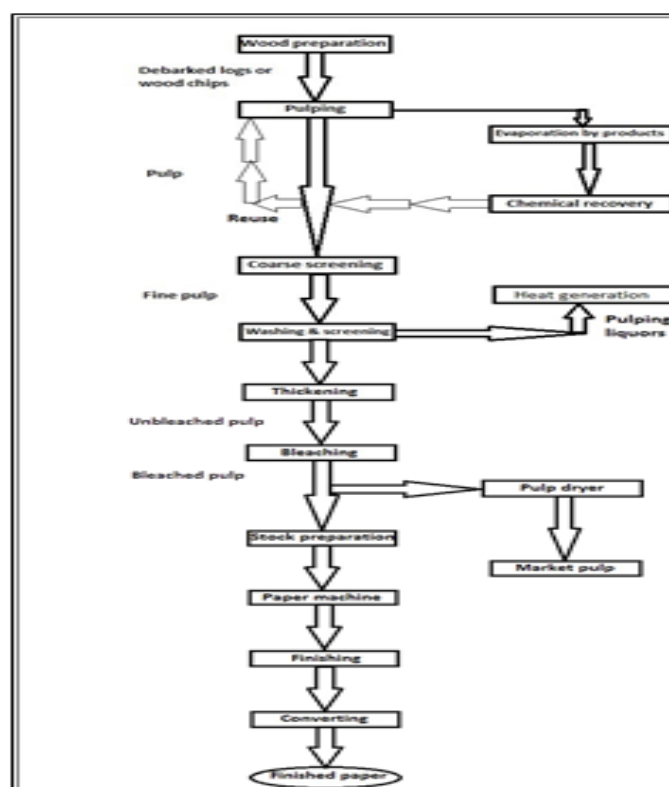 Wood preparation
Debarked logs or
wood chips
Pulping
Evaporation by products
Pulp
Chemical recovery
Reuse
Coarse screening
Fine pulp
Heat generation
Washing & screening
Pulping
liquors
Thickening
Unbleached pulp
Bleaching
Bleached pulp
Pulp dryer
Stock preparation
Market pulp
Paper machine
Finishing
Converting
Finished paper